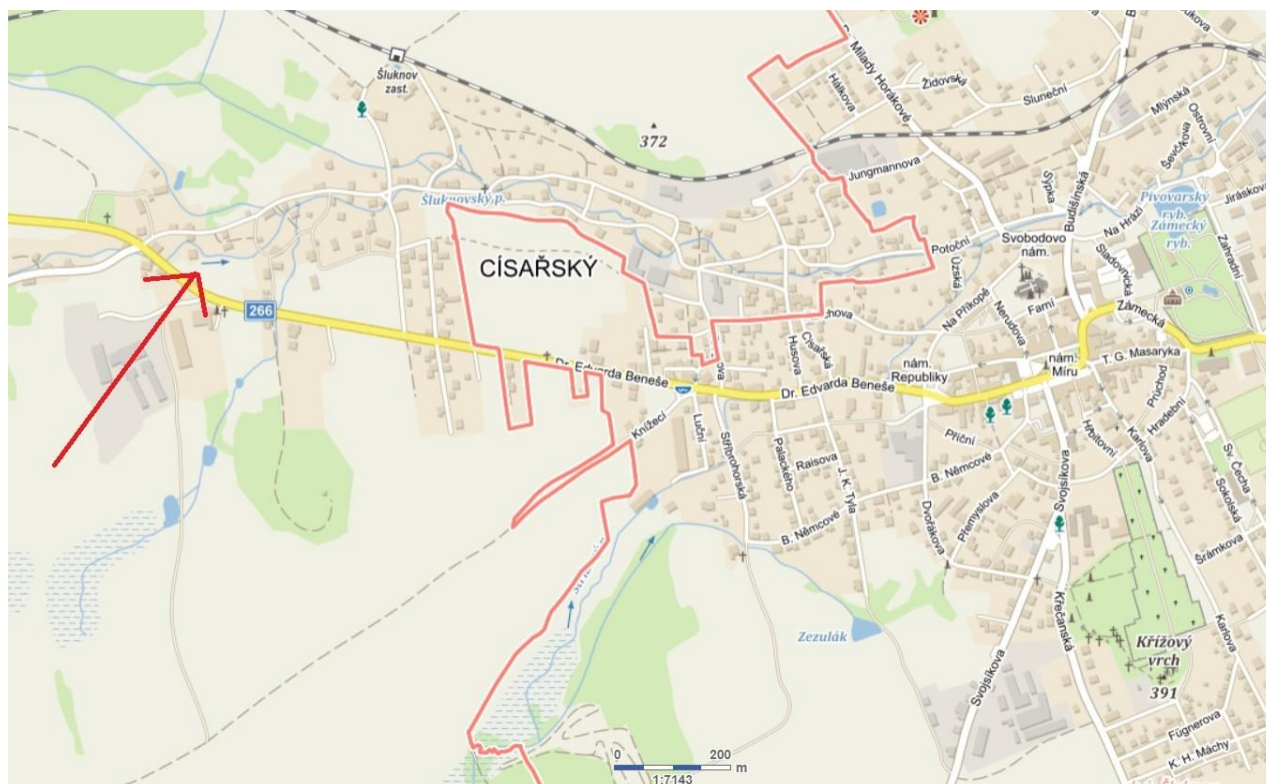 Milady Horákové
Hálkova
Židovská
Sluneční
Mlýnská
Ostrovní
Ševčíkova
Šluknov
zast.
372
Jungmannova
Sypka
Budišínská
Na Hrázi
Pivovarský
ryb.
Zámecký
ryb.
Jiráskova
Zahradní
Šluknovský p.
Potoční
Svobodovo
nám.
Úzská
Sladovnická
CÍSAŘSKÝ
Na Příkopě
Farní
Nerudova
Zámecká
266
Husova
Císařská
nám.
Republiky
nám.
Míru
T. G. Masaryka
Průchod
Hradební
Dr. Edvarda Beneše
Dr. Edvarda Beneše
Knížecí
Luční
Stříbrohorská
Palackého
Raisova
J. K. Tyla
Příční
B. Němcové
Hřbitovní
Karlova
Sv. Čecha
Sokolská
Svojsíkova
Dvořákova
Přemyslova
B. Němcové
Šrámkova
Zezulák
Křečanská
Karlova
Křížový
vrch
391
Svojsíkova
Fügnerova
K. H. Máchy
0 200
m
1:7143